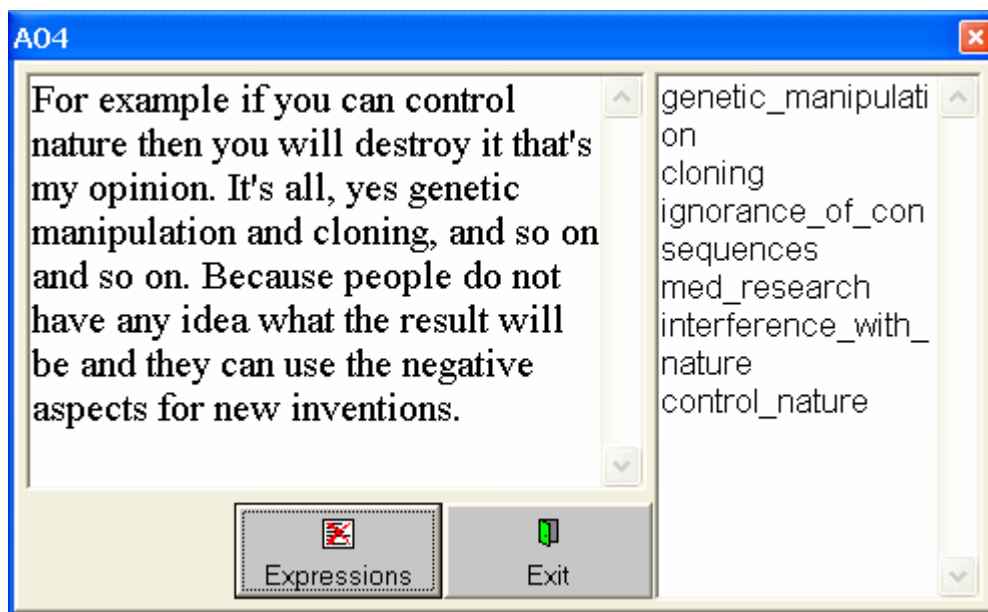 A04
For example if you can control
nature then you will destroy it that's
my opinion. It's all, yes genetic
manipulation and cloning, and so on
and so on. Because people do not
have any idea what the result will
be and they can use the negative
aspects for new inventions.
genetic_manipulati
on
cloning
ignorance_of_con
sequences
med_research
interference_with_
nature
control_nature
Expressions
Exit